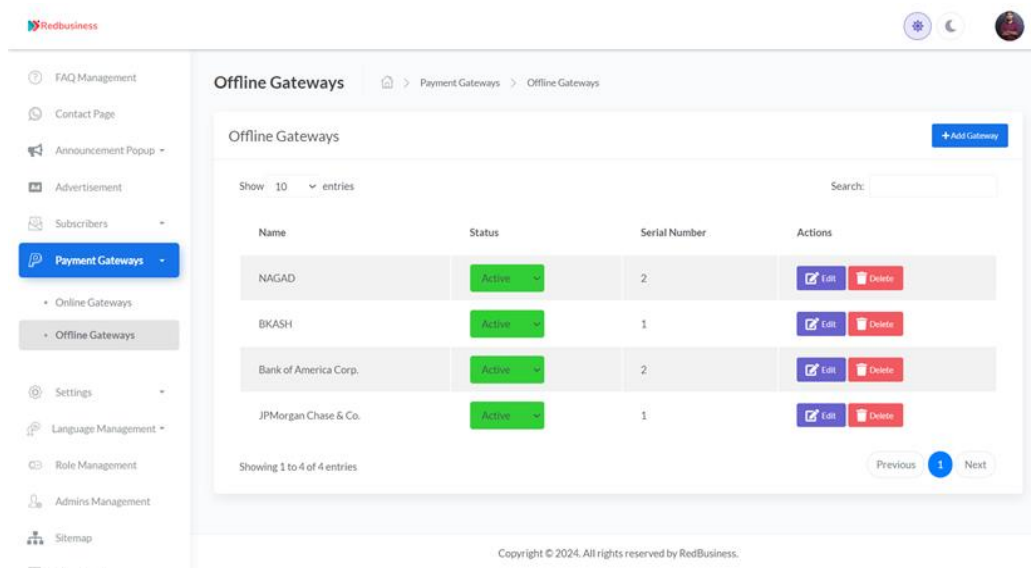 Redbusiness
FAQ Management
Contact Page
Announcement Popup
Advertisement
Subscribers
Payment Gateways
Online Gateways
Offline Gateways
Settings
Language Management
Role Management
Admins Management
Sitemap
Offline Gateways > Payment Gateways > Offline Gateways
Offline Gateways
+Add Gateway
Show 10 entries
Search:
Name Status Serial Number Actions
NAGAD Active 2 Edit Delete
BKASH Active 1 Edit Delete
Bank of America Corp. Active 2 Edit Delete
JPMorgan Chase & Co. Active 1 Edit Delete
Showing 1 to 4 of 4 entries
Previous 1 Next
Copyright © 2024. All rights reserved by RedBusiness.